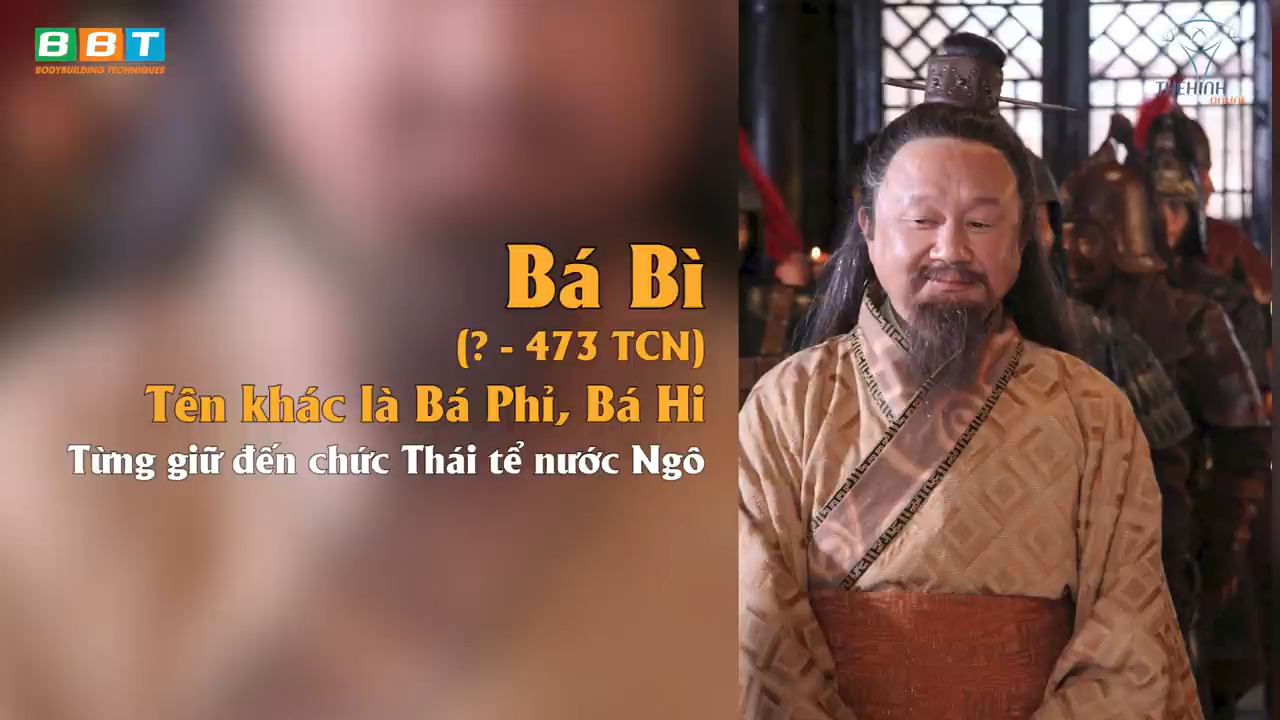 BBT
BODYBUILDING TECHNIQUES
THEHINH
Bá Bì
(? - 473 TCN)
Tên khác là Bá Phỉ, Bá Hi
Từng giữ đến chức Thái tể nước Ngô